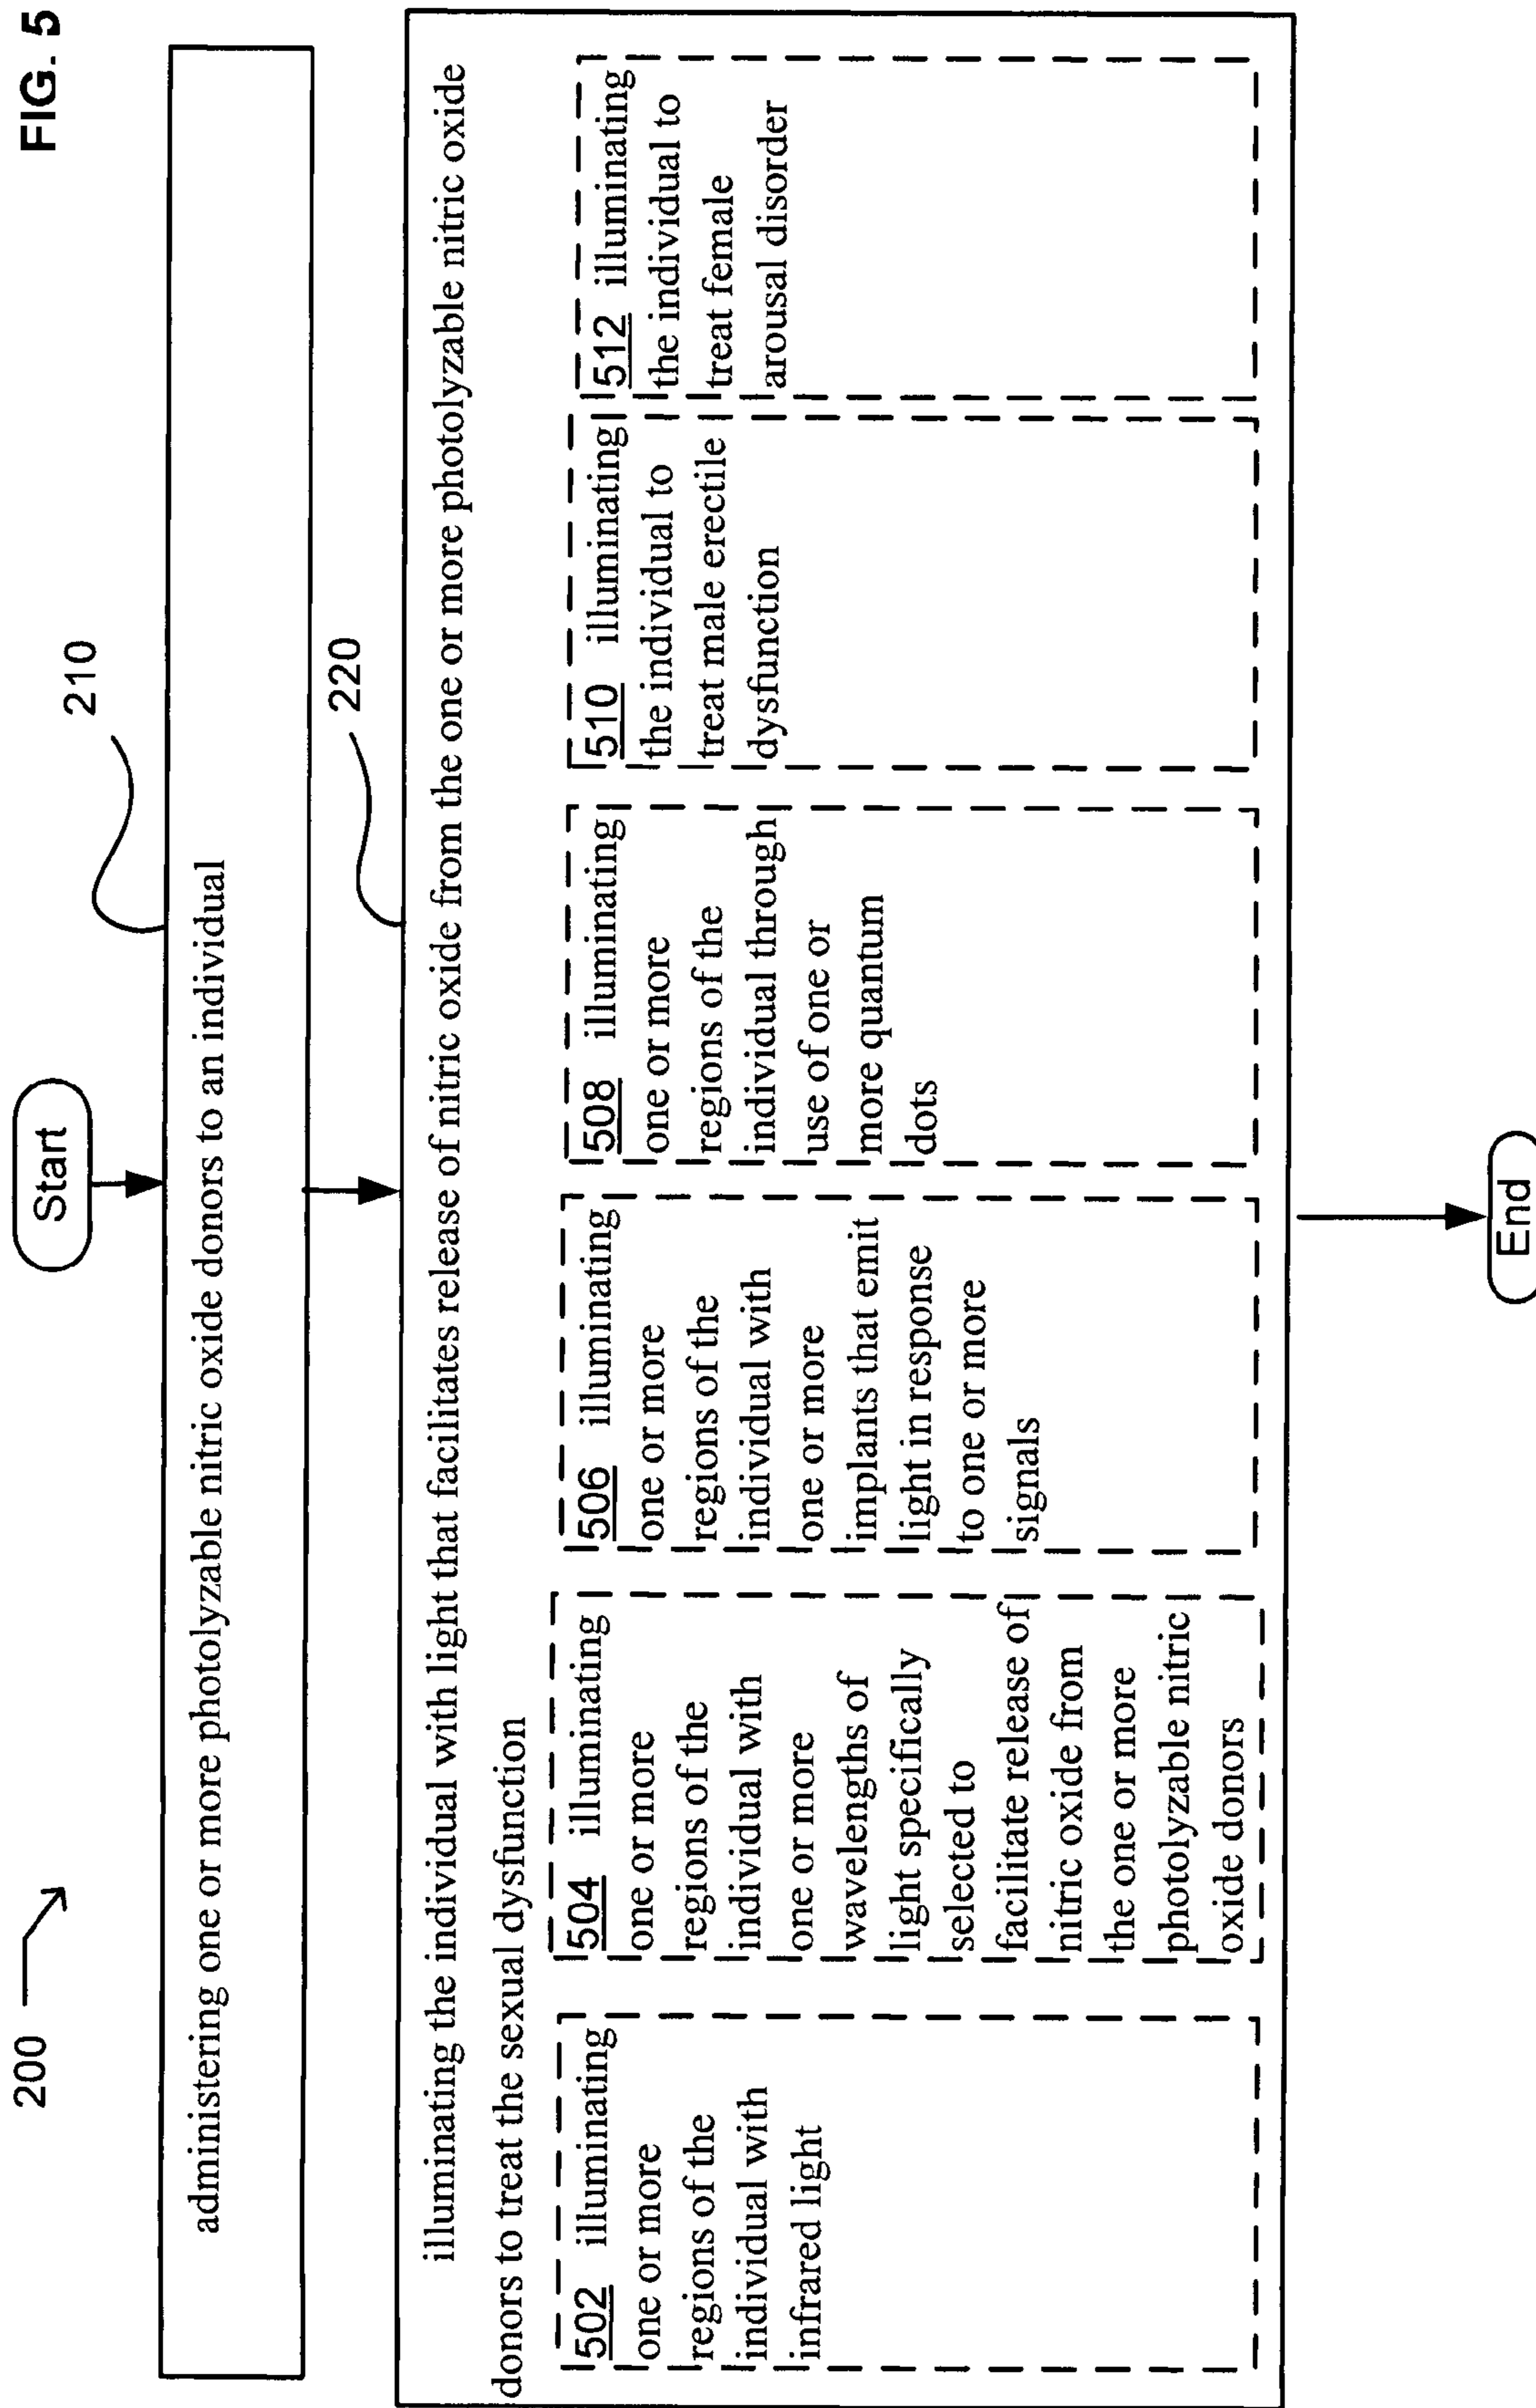 FIG. 5
200
Start
210
administering one or more photolyzable nitric oxide donors to an individual
220
illuminating the individual with light that facilitates release of nitric oxide from the one or more photolyzable nitric oxide
donors to treat the sexual dysfunction
502 illuminating
one or more
regions of the
individual with
infrared light
504 illuminating
one or more
regions of the
individual with
one or more
wavelengths of
light specifically
selected to
facilitate release of
nitric oxide from
the one or more
photolyzable nitric
oxide donors
506 illuminating
one or more
regions of the
individual with
one or more
implants that emit
light in response
to one or more
signals
508 illuminating
one or more
regions of the
individual through
use of one or
more quantum
dots
510 illuminating
the individual to
treat male erectile
dysfunction
512 illuminating
the individual to
treat female
arousal disorder
End